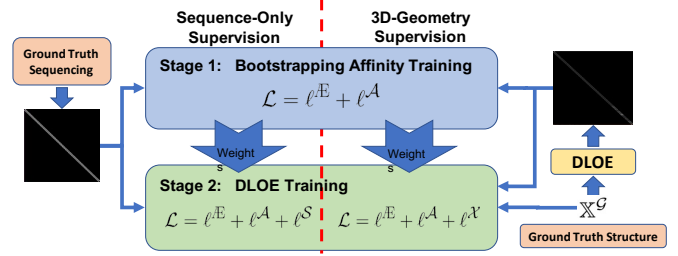 Sequence-Only
Supervision
3D-Geometry
Supervision
Ground Truth
Sequencing
Stage 1: Bootstrapping Affinity Training
ℒ = ℓ^Æ + ℓ^𝒜
Weight
s
Weight
s
DLOE
Stage 2: DLOE Training
ℒ = ℓ^Æ + ℓ^𝒜 + ℓ^𝒮
ℒ = ℓ^Æ + ℓ^𝒜 + ℓ^𝒳
𝕏^𝒢
Ground Truth Structure